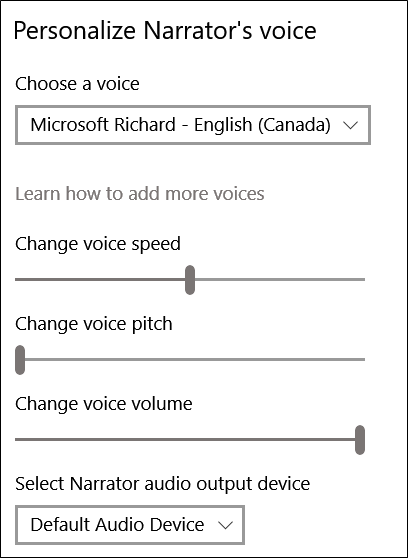 Personalize Narrator's voice
Choose a voice
Microsoft Richard - English (Canada)
Learn how to add more voices
Change voice speed
Change voice pitch
Change voice volume
Select Narrator audio output device
Default Audio Device